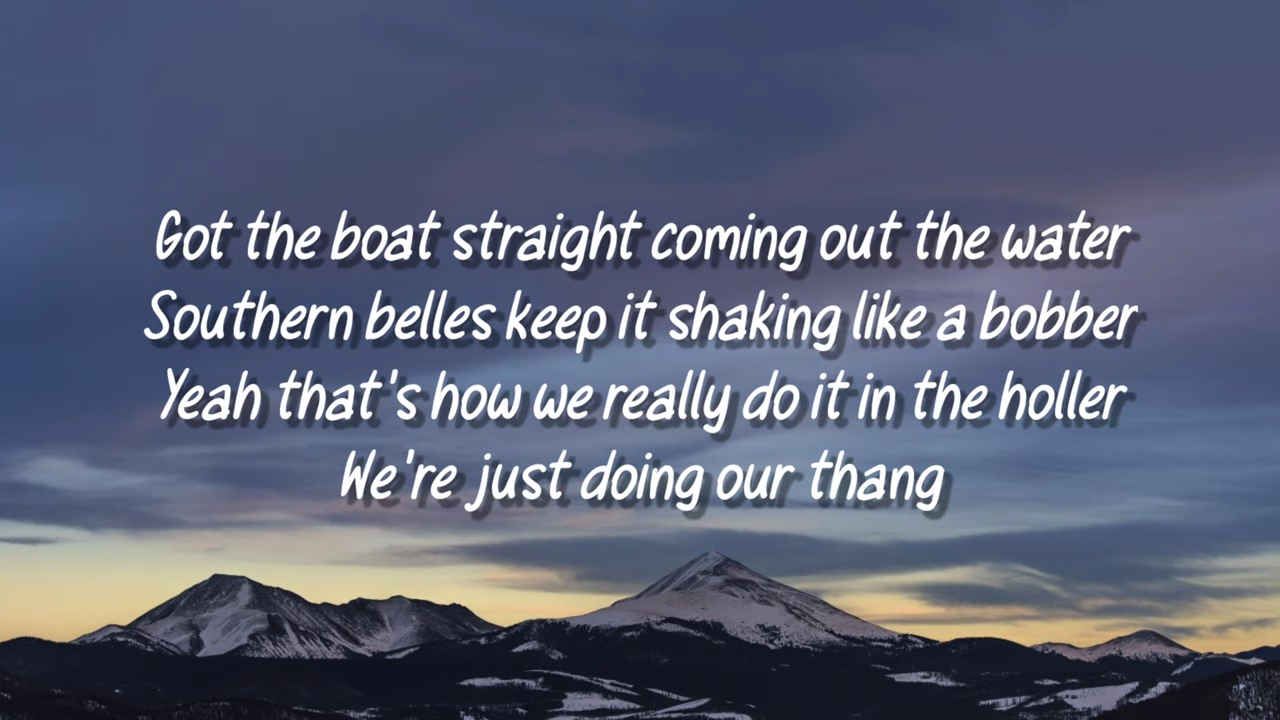 Got the boat straight coming out the water
Southern belles keep it shaking like a bobber
Yeah that's how we really do it in the holler
We're just doing our thang